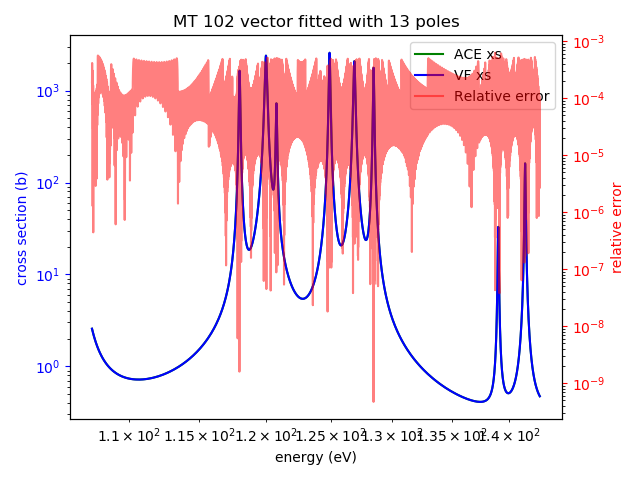 MT 102 vector fitted with 13 poles
ACE xs
VF xs
Relative error
cross section (b)
10³
10²
10¹
10⁰
10⁻³
10⁻⁴
10⁻⁵
10⁻⁶
10⁻⁷
10⁻⁸
10⁻⁹
relative error
1.1 × 10² 1.15 × 10² 1.2 × 10² 1.25 × 10² 1.3 × 10² 1.35 × 10² 1.4 × 10²
energy (eV)